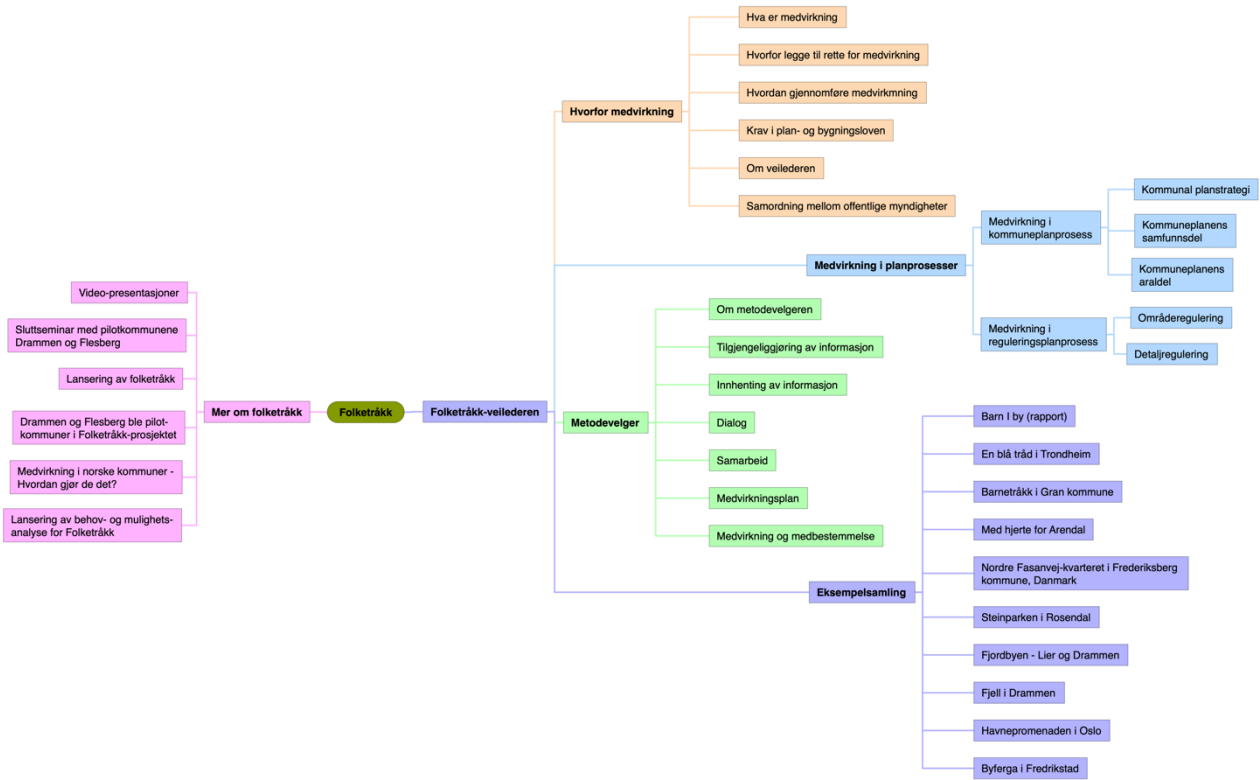 Folketråkk
Mer om folketråkk
Video-presentasjoner
Sluttseminar med pilotkommunene
Drammen og Flesberg
Lansering av folketråkk
Drammen og Flesberg ble pilot-
kommuner i Folketråkk-prosjektet
Medvirkning i norske kommuner -
Hvordan gjør de det?
Lansering av behov- og mulighets-
analyse for Folketråkk
Folketråkk-veilederen
Hvorfor medvirkning
Hva er medvirkning
Hvorfor legge til rette for medvirkning
Hvordan gjennomføre medvirkmning
Krav i plan- og bygningsloven
Om veilederen
Samordning mellom offentlige myndigheter
Medvirkning i planprosesser
Medvirkning i
kommuneplanprosess
Kommunal planstrategi
Kommuneplanens
samfunnsdel
Kommuneplanens
araldel
Medvirkning i
reguleringsplanprosess
Områderegulering
Detaljregulering
Metodevelger
Om metodevelgeren
Tilgjengeliggjøring av informasjon
Innhenting av informasjon
Dialog
Samarbeid
Medvirkningsplan
Medvirkning og medbestemmelse
Eksempelsamling
Barn I by (rapport)
En blå tråd i Trondheim
Barnetråkk i Gran kommune
Med hjerte for Arendal
Nordre Fasanvej-kvarteret i Frederiksberg
kommune, Danmark
Steinparken i Rosendal
Fjordbyen - Lier og Drammen
Fjell i Drammen
Havnepromenaden i Oslo
Byferga i Fredrikstad